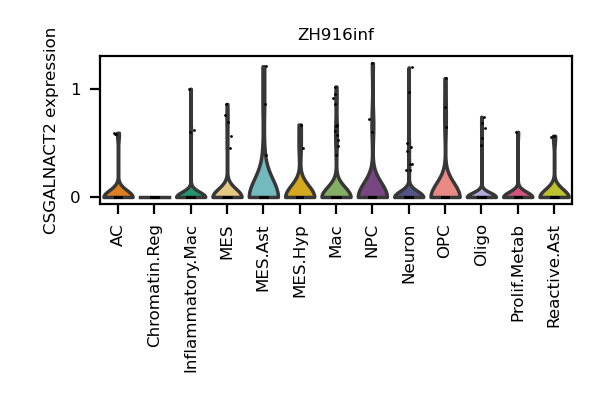 ZH916inf
CSGALNACT2 expression
1
0
AC
Chromatin.Reg
Inflammatory.Mac
MES
MES.Ast
MES.Hyp
Mac
NPC
Neuron
OPC
Oligo
Prolif.Metab
Reactive.Ast